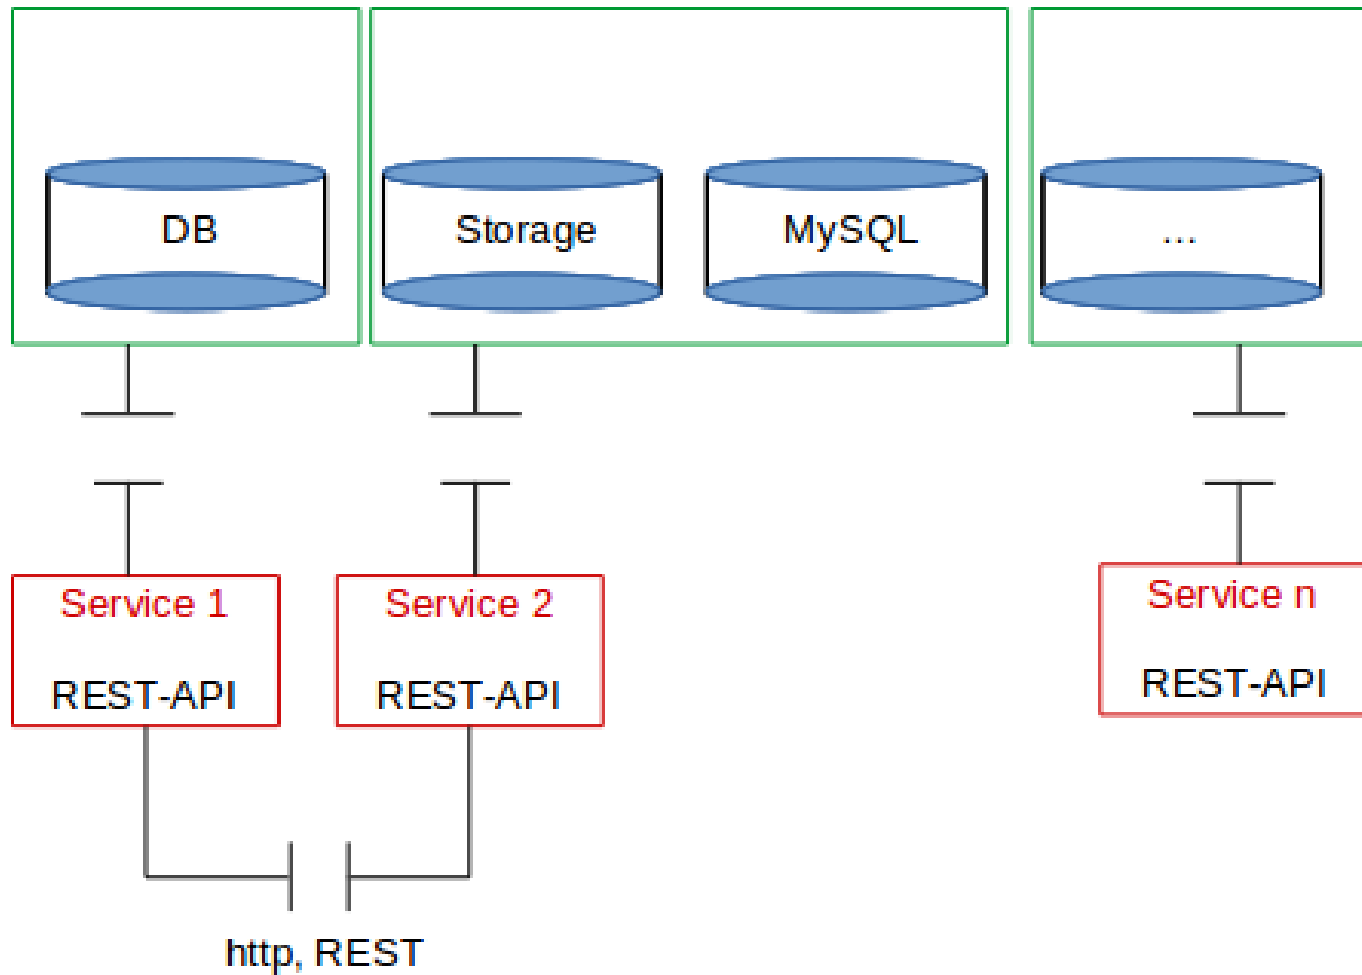 DB
Storage
MySQL
...
Service 1
REST-API
Service 2
REST-API
Service n
REST-API
http, REST